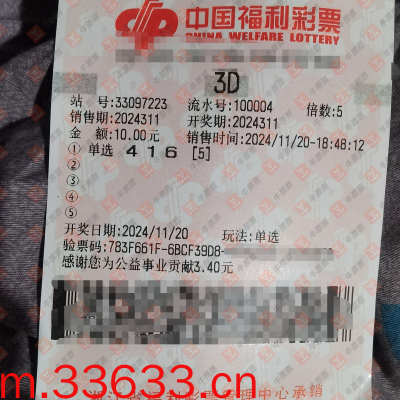 中国福利彩票
CHINA WELFARE LOTTERY
3D
站 号:33097223 流水号:100004 倍数:5
销售期:2024311 开奖期:2024311
金 额:10.00元 销售时间:2024/11/20-18:48:12
① 单选 4 1 6 [5]
②
③
④
⑤
开奖日期:2024/11/20 玩法:单选
验票码:783F661F-6BCF39D8-
感谢您为公益事业贡献3.40元
m.33633.cn
中心承销